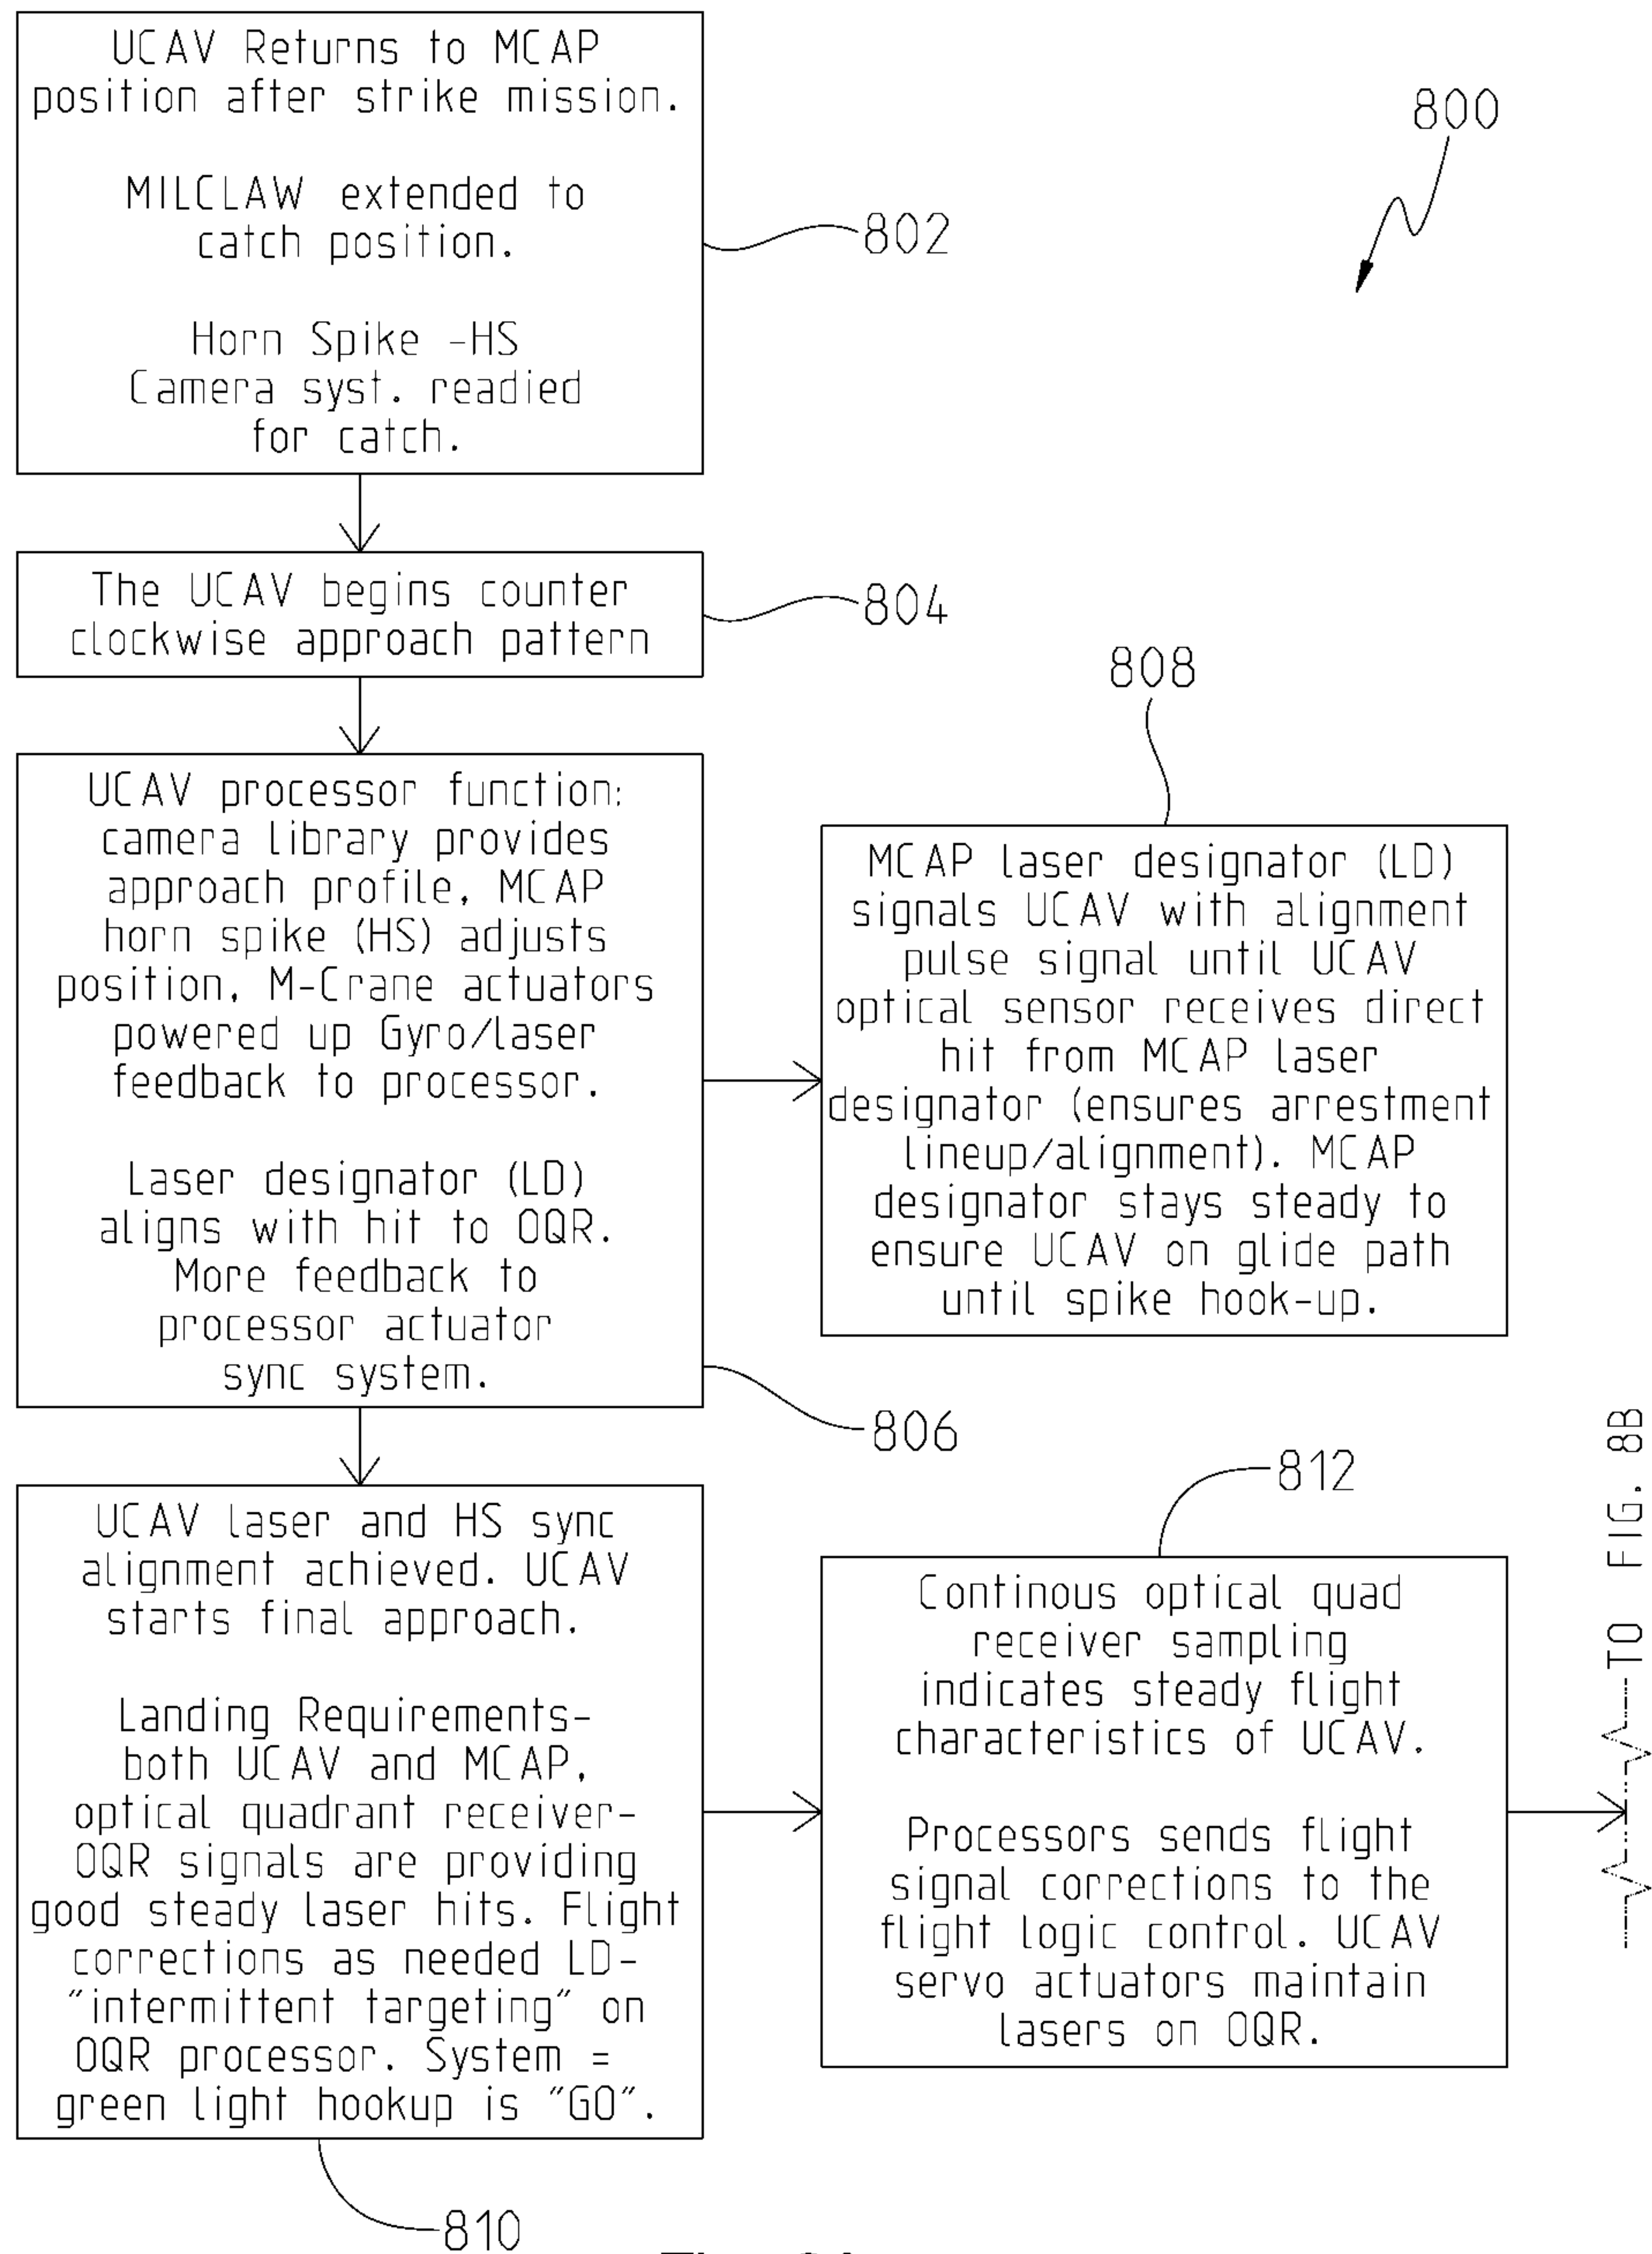 UCAV Returns to MCAP
position after strike mission.
MILCLAW extended to
catch position.
Horn Spike -HS
Camera syst. readied
for catch.
800
802
The UCAV begins counter
clockwise approach pattern
804
UCAV processor function:
camera library provides
approach profile, MCAP
horn spike (HS) adjusts
position, M-Crane actuators
powered up Gyro/laser
feedback to processor.
Laser designator (LD)
aligns with hit to OQR.
More feedback to
processor actuator
sync system.
806
808
MCAP laser designator (LD)
signals UCAV with alignment
pulse signal until UCAV
optical sensor receives direct
hit from MCAP laser
designator (ensures arrestment
lineup/alignment). MCAP
designator stays steady to
ensure UCAV on glide path
until spike hook-up.
UCAV laser and HS sync
alignment achieved. UCAV
starts final approach.
Landing Requirements-
both UCAV and MCAP,
optical quadrant receiver-
OQR signals are providing
good steady laser hits. Flight
corrections as needed LD-
"intermittent targeting" on
OQR processor. System =
green light hookup is "GO".
810
812
Continous optical quad
receiver sampling
indicates steady flight
characteristics of UCAV.
Processors sends flight
signal corrections to the
flight logic control. UCAV
servo actuators maintain
lasers on OQR.
TO FIG. 8B